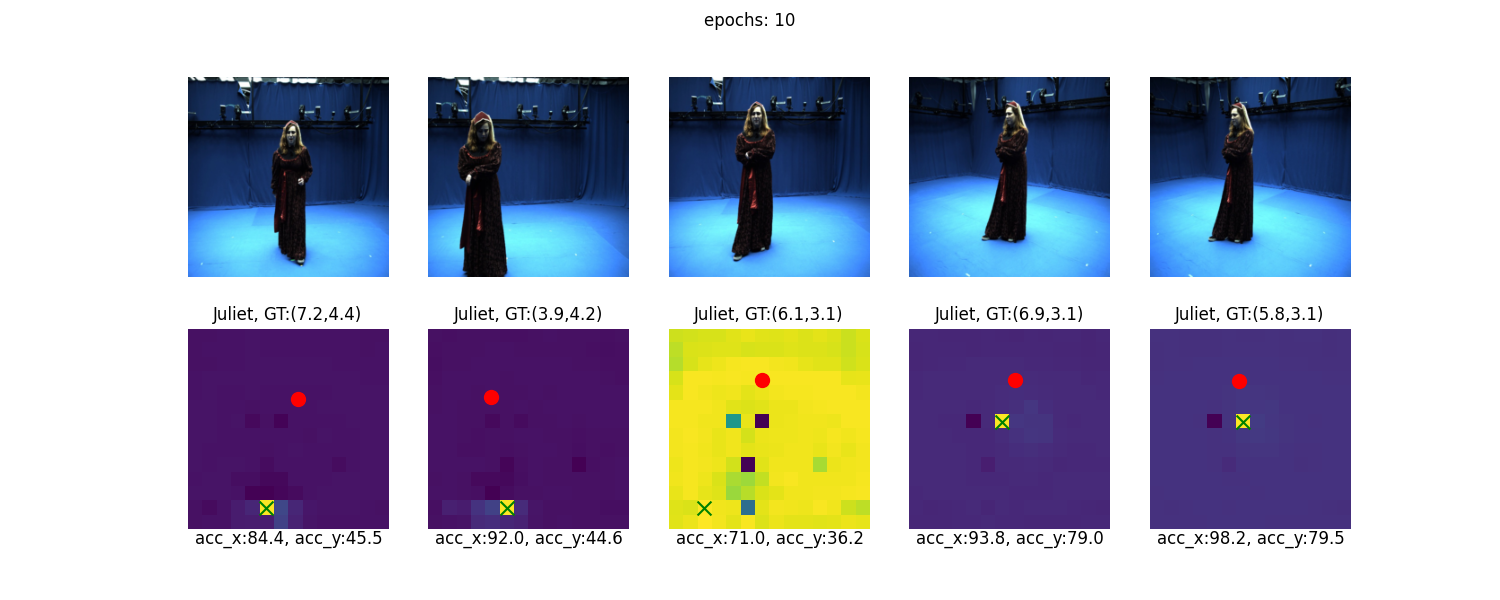 epochs: 10
Juliet, GT:(7.2,4.4)
Juliet, GT:(3.9,4.2)
Juliet, GT:(6.1,3.1)
Juliet, GT:(6.9,3.1)
Juliet, GT:(5.8,3.1)
acc_x:84.4, acc_y:45.5
acc_x:92.0, acc_y:44.6
acc_x:71.0, acc_y:36.2
acc_x:93.8, acc_y:79.0
acc_x:98.2, acc_y:79.5